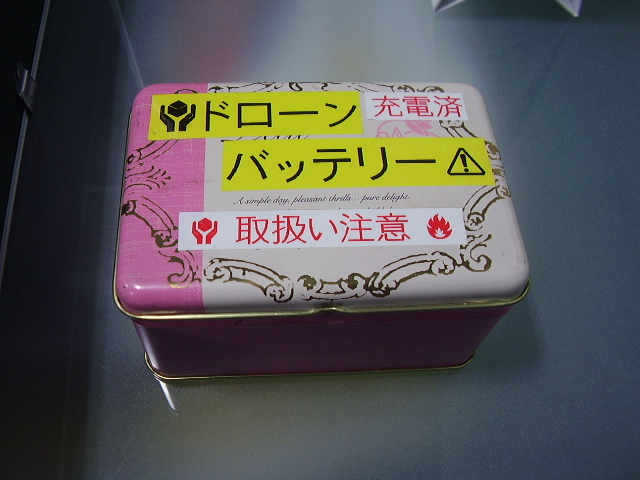 ドローン 充電済
バッテリー
A simple day, pleasant thrills... pure delight.
取扱い注意